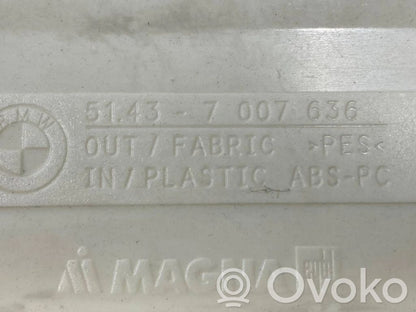 BMW
51.43 - 7 007 636
OUT / FABRIC >PES<
IN / PLASTIC ABS-PC
MAGNA
ovoko